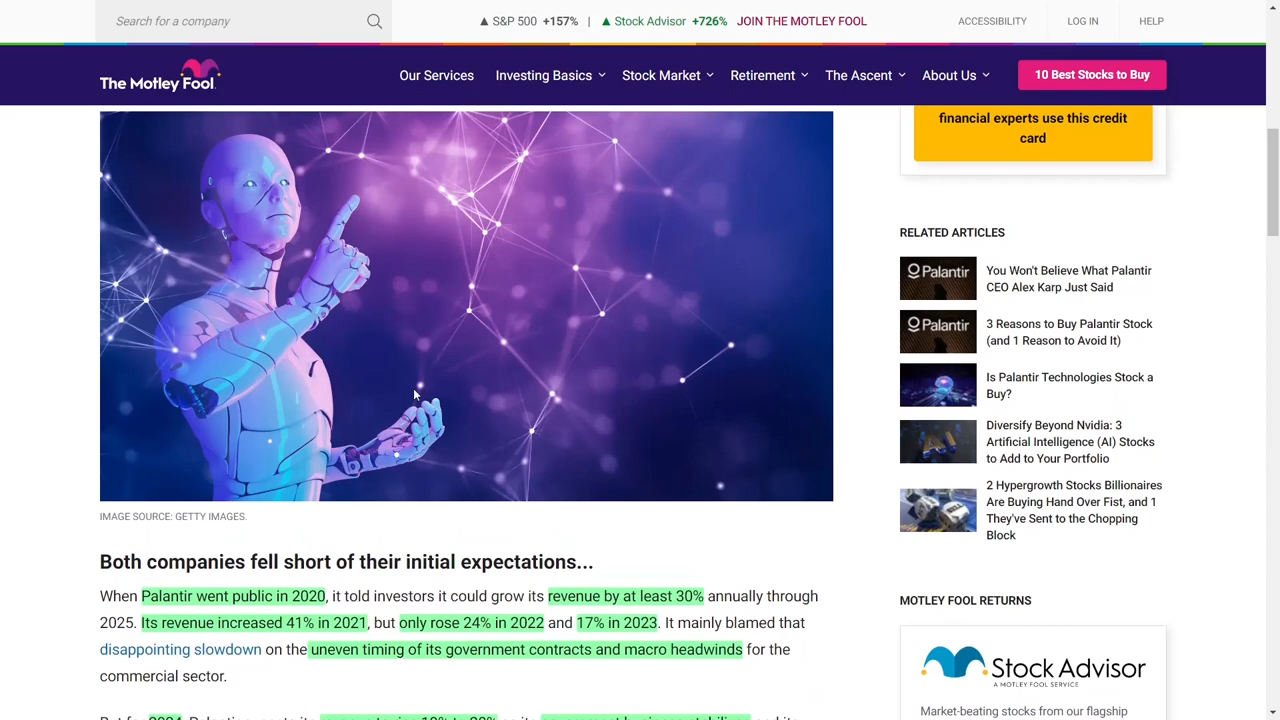 Search for a company
▲ S&P 500 +157% | ▲ Stock Advisor +726% JOIN THE MOTLEY FOOL
ACCESSIBILITY LOG IN HELP
The Motley Fool.
Our Services Investing Basics Stock Market Retirement The Ascent About Us 10 Best Stocks to Buy
financial experts use this credit
card
RELATED ARTICLES
Palantir
You Won't Believe What Palantir
CEO Alex Karp Just Said
Palantir
3 Reasons to Buy Palantir Stock
(and 1 Reason to Avoid It)
Is Palantir Technologies Stock a
Buy?
Diversify Beyond Nvidia: 3
Artificial Intelligence (AI) Stocks
to Add to Your Portfolio
2 Hypergrowth Stocks Billionaires
Are Buying Hand Over Fist, and 1
They've Sent to the Chopping
Block
IMAGE SOURCE: GETTY IMAGES.
Both companies fell short of their initial expectations...
When Palantir went public in 2020, it told investors it could grow its revenue by at least 30% annually through
2025. Its revenue increased 41% in 2021, but only rose 24% in 2022 and 17% in 2023. It mainly blamed that
disappointing slowdown on the uneven timing of its government contracts and macro headwinds for the
commercial sector.
MOTLEY FOOL RETURNS
Stock Advisor
A MOTLEY FOOL SERVICE
Market-beating stocks from our flagship